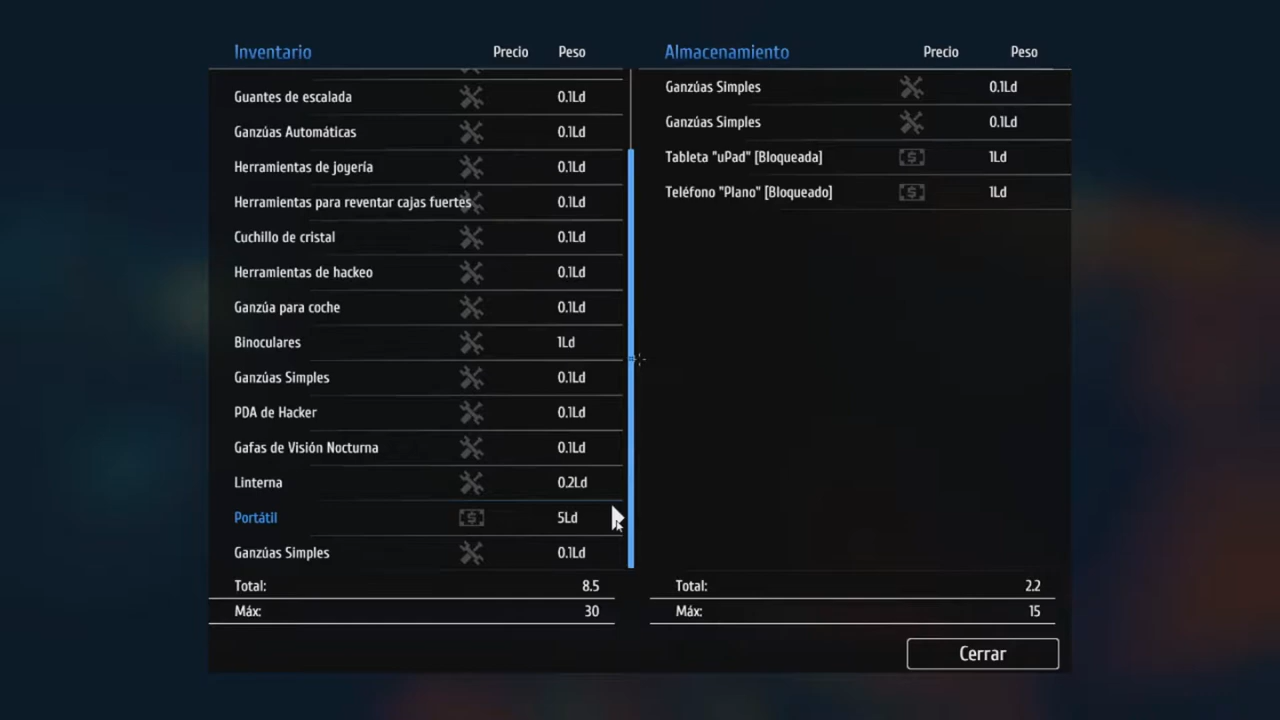 Inventario Precio Peso
Guantes de escalada 0.1Ld
Ganzúas Automáticas 0.1Ld
Herramientas de joyería 0.1Ld
Herramientas para reventar cajas fuertes 0.1Ld
Cuchillo de cristal 0.1Ld
Herramientas de hackeo 0.1Ld
Ganzúa para coche 0.1Ld
Binoculares 1Ld
Ganzúas Simples 0.1Ld
PDA de Hacker 0.1Ld
Gafas de Visión Nocturna 0.1Ld
Linterna 0.2Ld
Portátil 5Ld
Ganzúas Simples 0.1Ld
Total: 8.5
Máx: 30
Almacenamiento Precio Peso
Ganzúas Simples 0.1Ld
Ganzúas Simples 0.1Ld
Tableta "uPad" [Bloqueada] 1Ld
Teléfono "Plano" [Bloqueado] 1Ld
Total: 2.2
Máx: 15
Cerrar